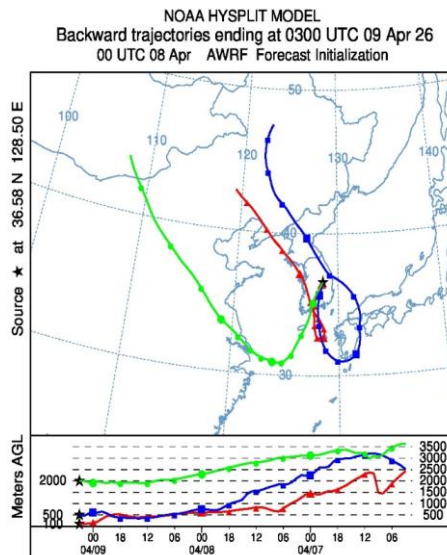 NOAA HYSPLIT MODEL
Backward trajectories ending at 0300 UTC 09 Apr 26
00 UTC 08 Apr AWRF Forecast Initialization
Source ★ at 36.58 N 128.50 E
100
110
120
130
140
50
40
30
Meters AGL
2000
500
100
3500
3000
2500
2000
1500
1000
500
00 18 12 06 00 18 12 06 00 18 12 06
04/09 04/08 04/07